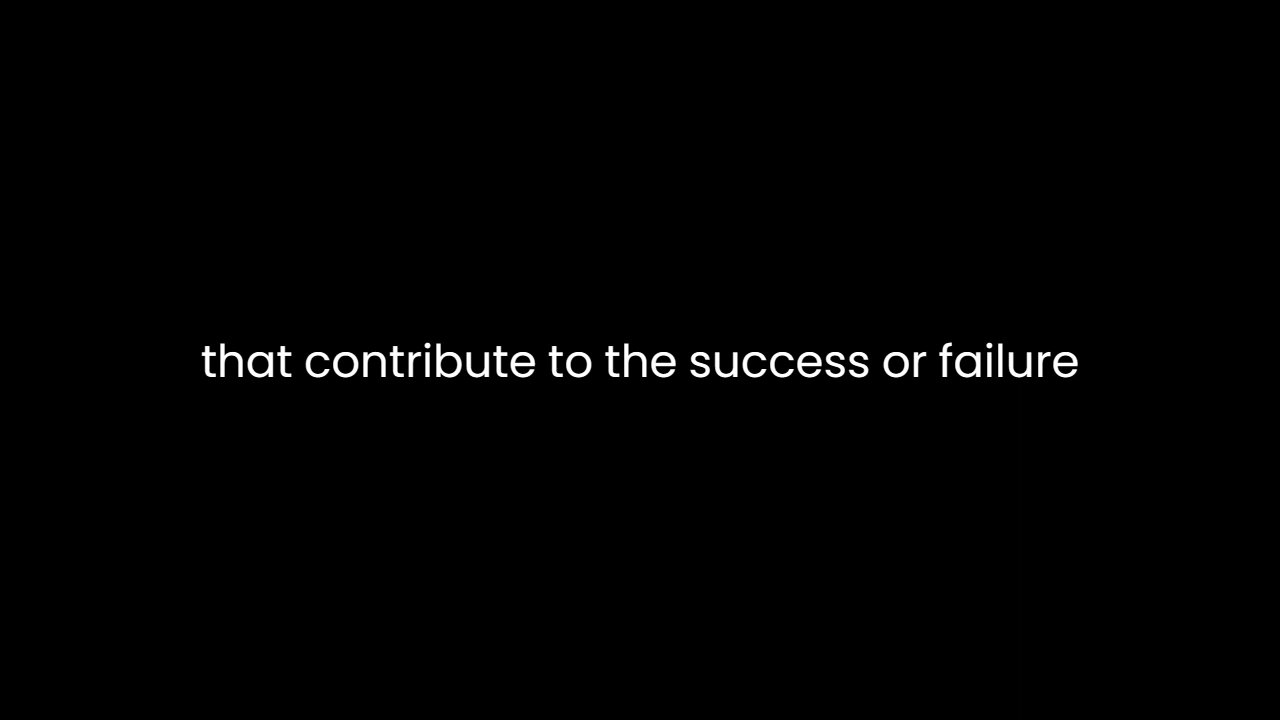 that contribute to the success or failure